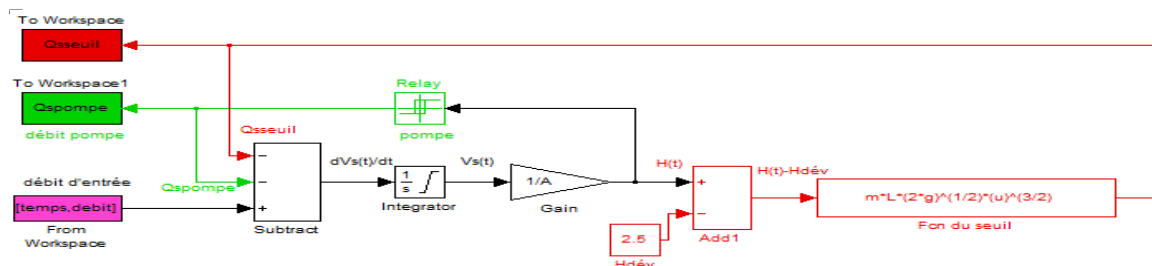 To Workspace
Qsseuil
To Workspace1
Qspompe
débit pompe
Relay
pompe
Qsseuil
débit d'entrée
Qspompe
[temps,debit]
From
Workspace
−
−
+
Subtract
dVs(t)/dt
1
s
Integrator
Vs(t)
1/A
Gain
H(t)
+
−
Add1
2.5
Hdév
H(t)-Hdév
m*L*(2*g)^(1/2)*(u)^(3/2)
Fcn du seuil